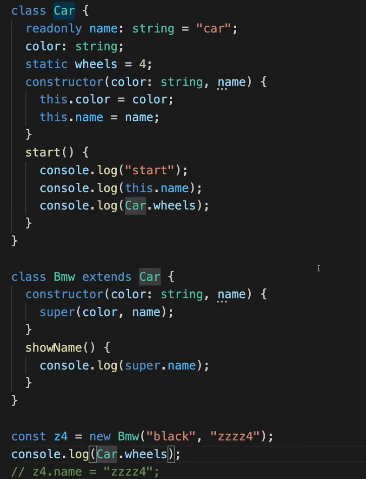 class Car {
  readonly name: string = "car";
  color: string;
  static wheels = 4;
  constructor(color: string, name) {
    this.color = color;
    this.name = name;
  }
  start() {
    console.log("start");
    console.log(this.name);
    console.log(Car.wheels);
  }
}

class Bmw extends Car {
  constructor(color: string, name) {
    super(color, name);
  }
  showName() {
    console.log(super.name);
  }
}

const z4 = new Bmw("black", "zzzz4");
console.log(Car.wheels);
// z4.name = "zzzz4";